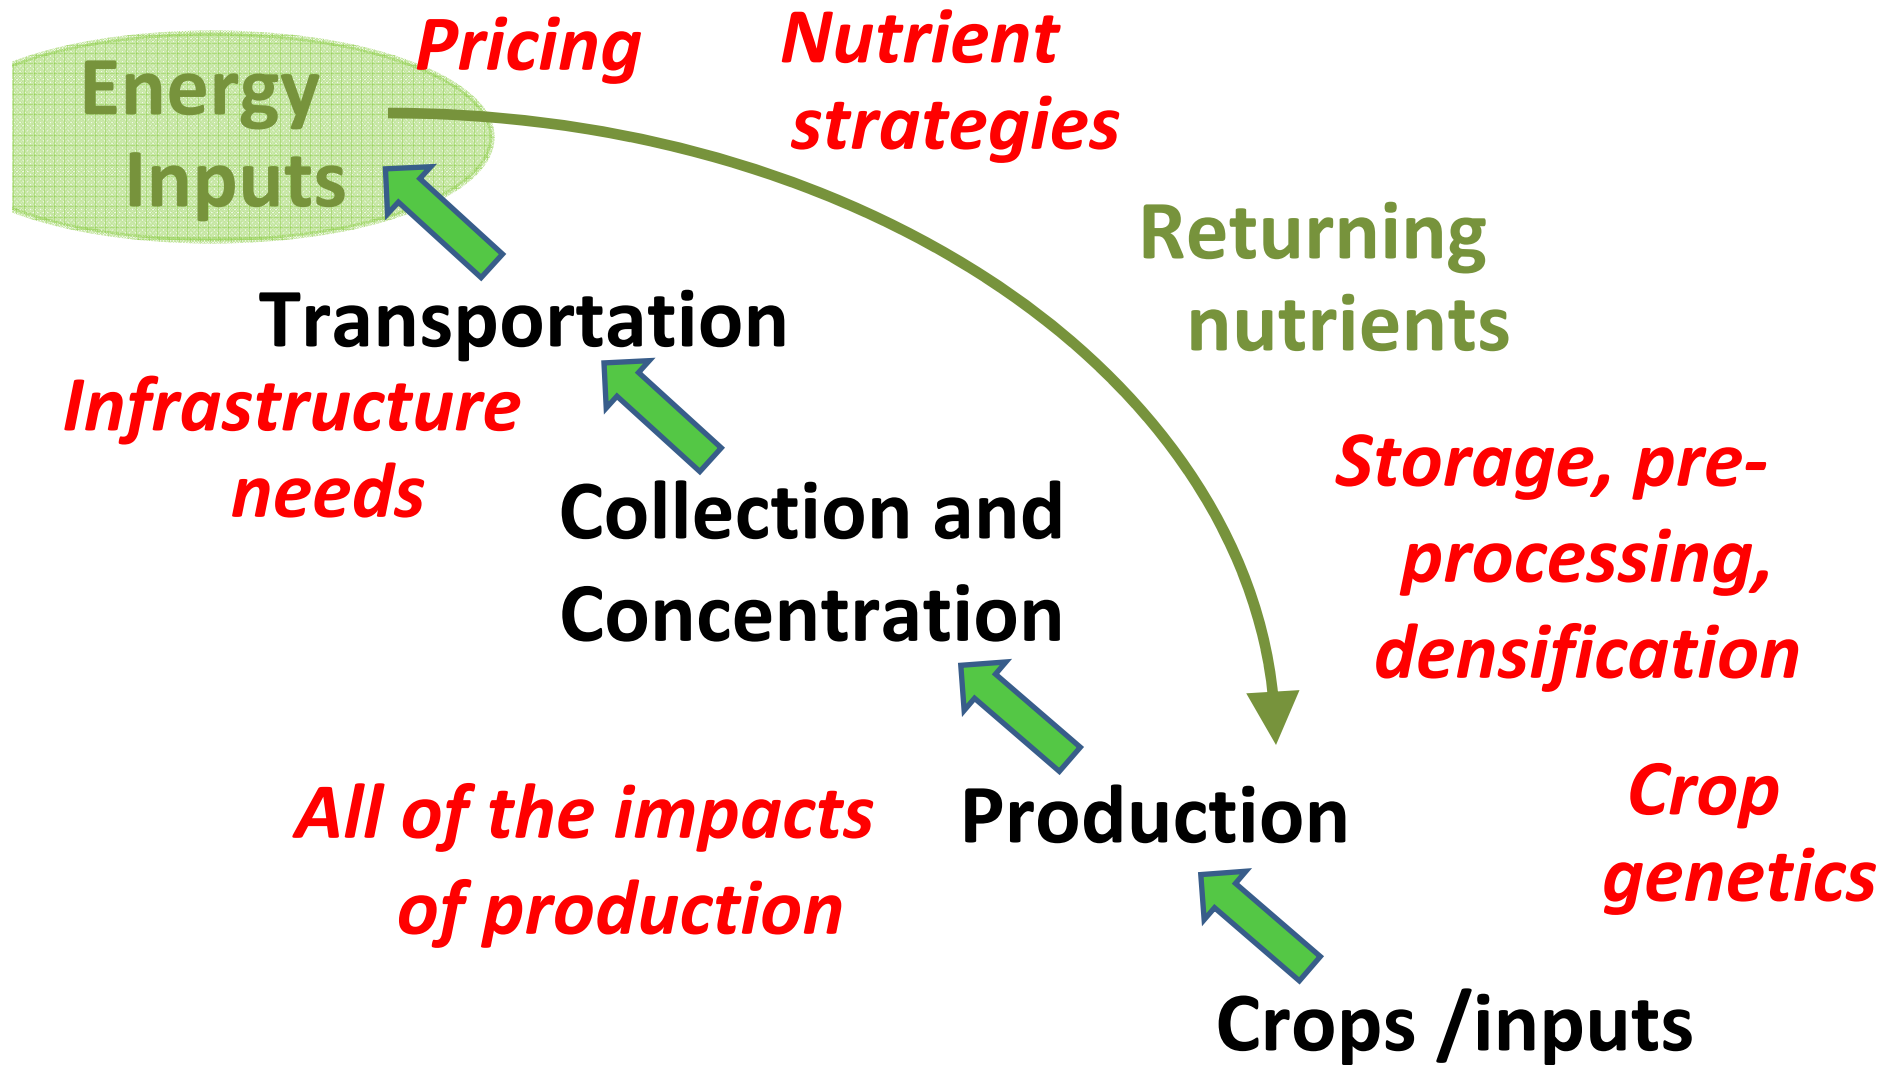 Energy
Inputs
Pricing
Nutrient
strategies
Returning
nutrients
Transportation
Infrastructure
needs
Collection and
Concentration
Storage, pre-
processing,
densification
All of the impacts
of production
Production
Crop
genetics
Crops /inputs